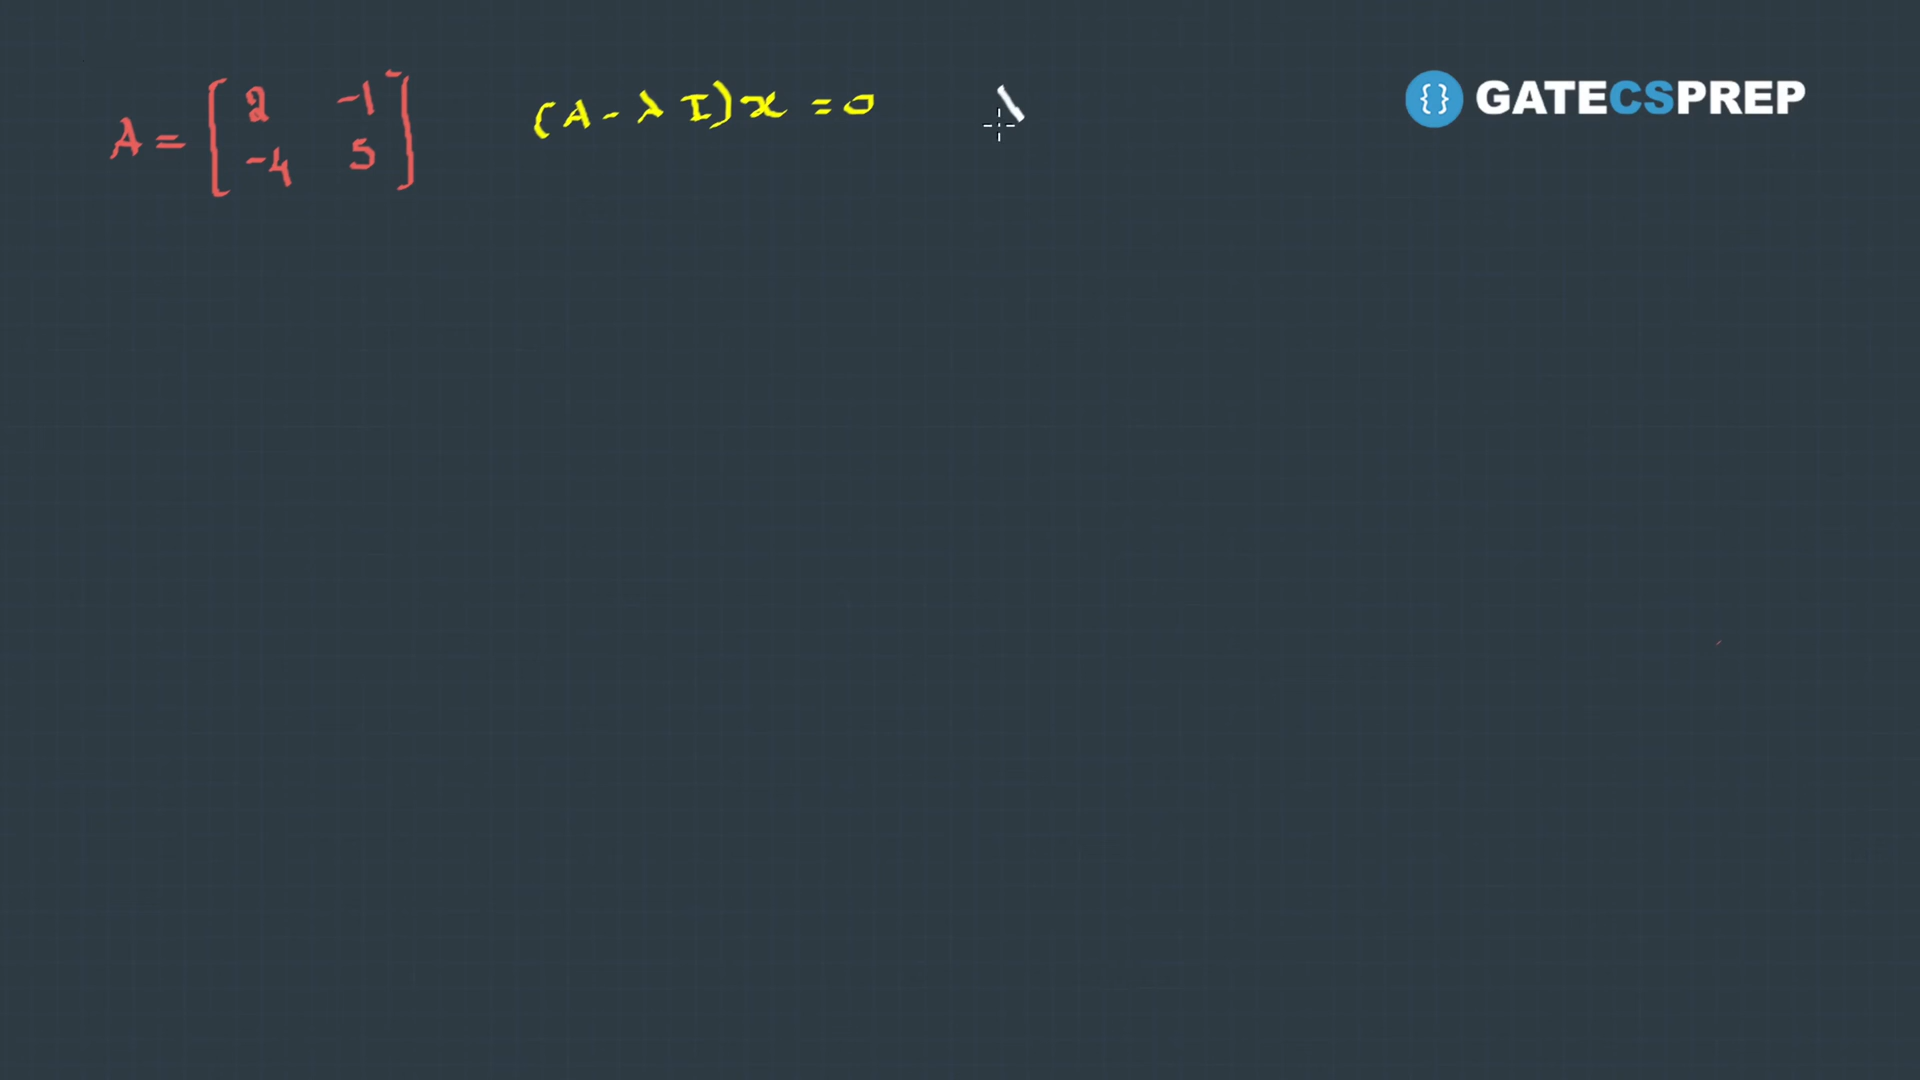 A = [ 2 -1
-4 5 ]
(A - λ I) x = 0
{} GATECSPREP